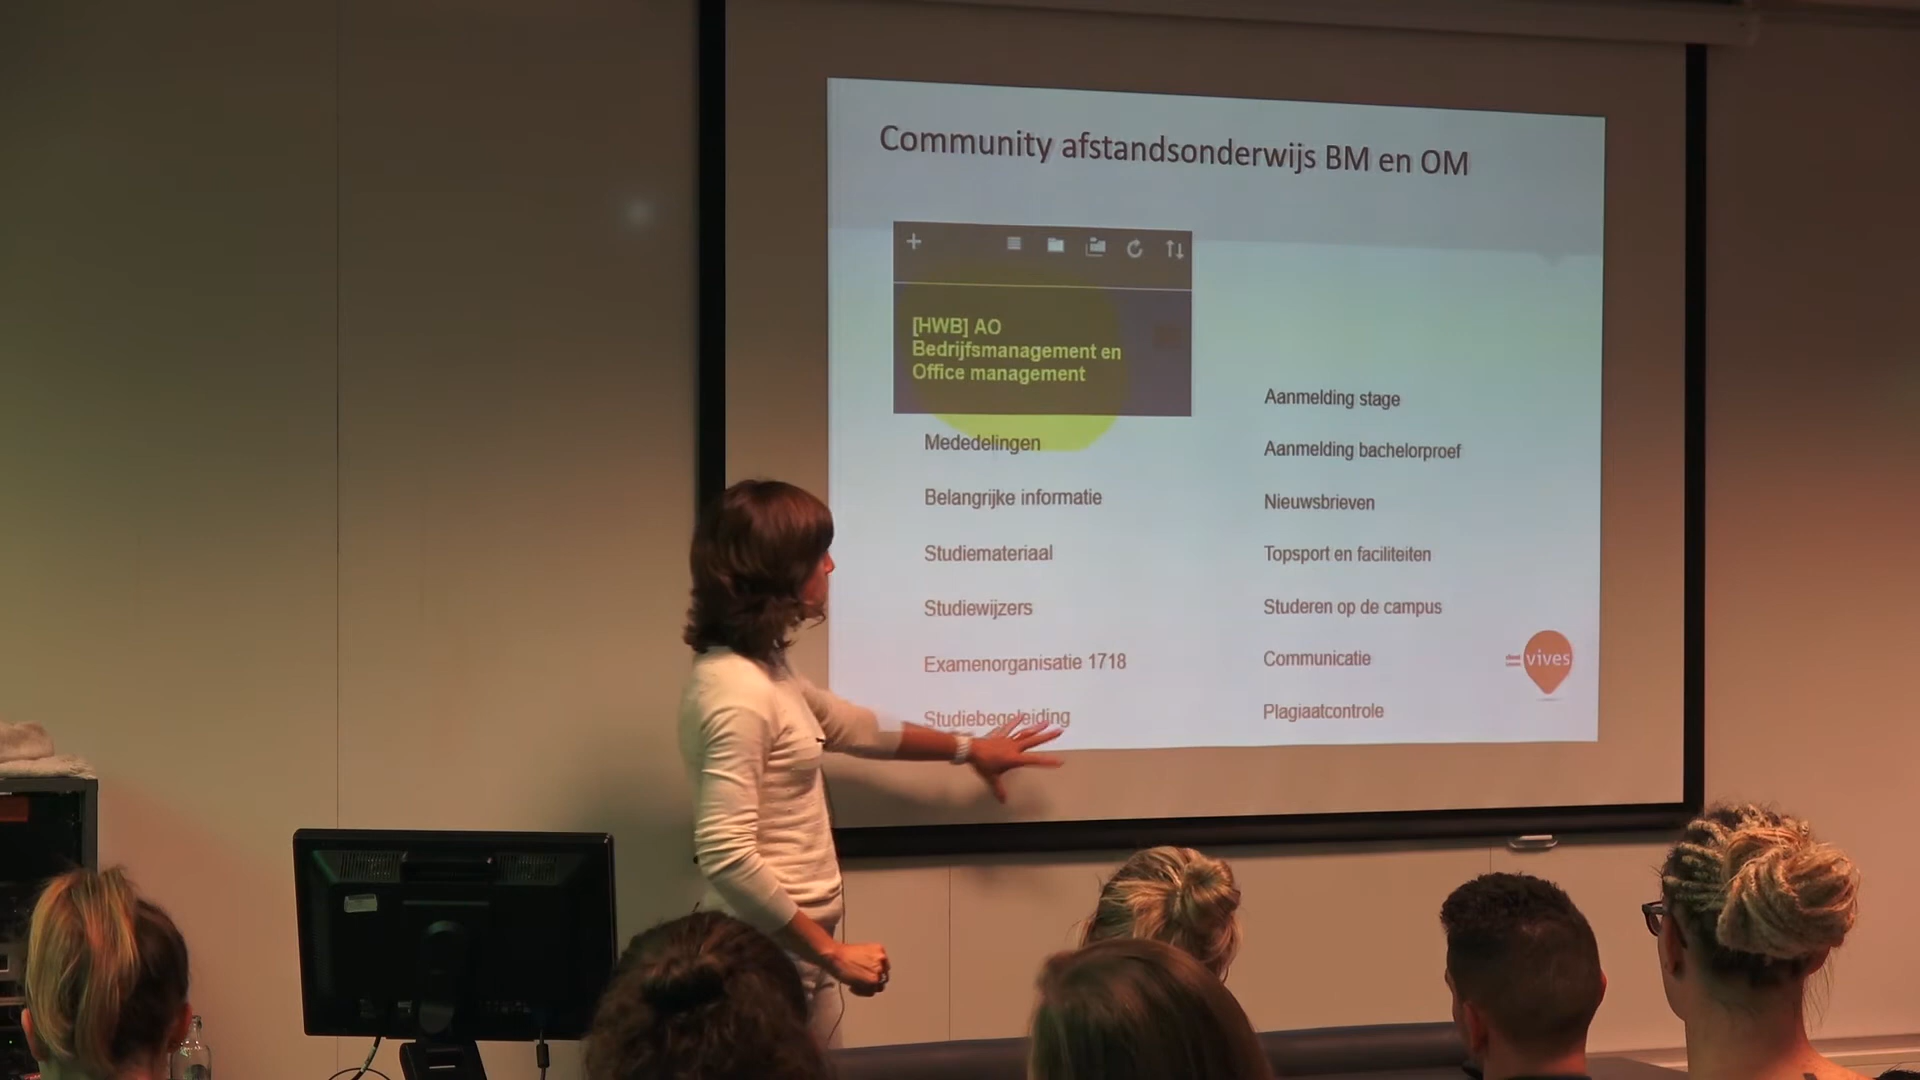 Community afstandsonderwijs BM en OM
[HWB] AO
Bedrijfsmanagement en
Office management
Mededelingen
Belangrijke informatie
Studiemateriaal
Studiewijzers
Examenorganisatie 1718
Studiebegeleiding
Aanmelding stage
Aanmelding bachelorproef
Nieuwsbrieven
Topsport en faciliteiten
Studeren op de campus
Communicatie
Plagiaatcontrole
vives